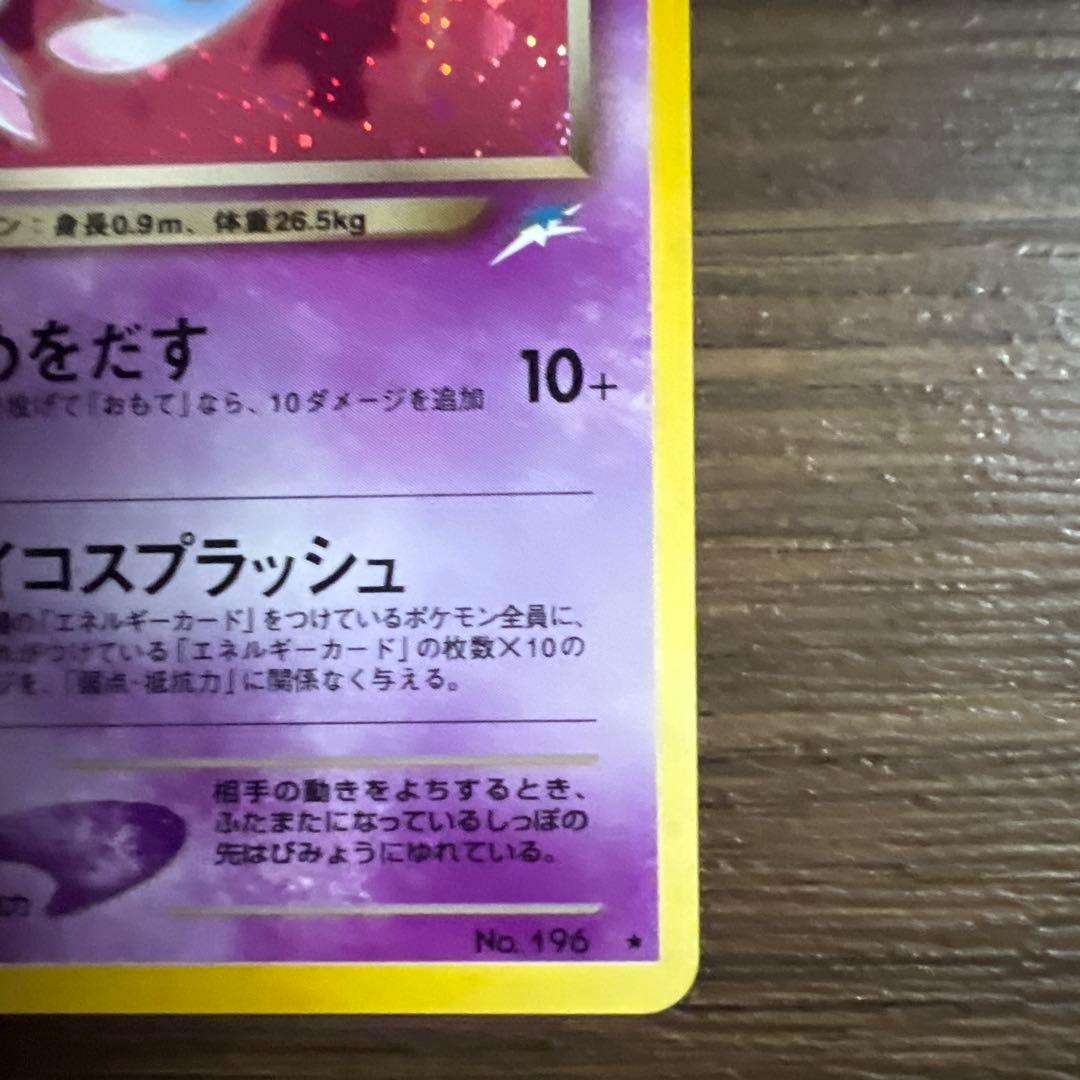 ン：身長0.9m、体重26.5kg
めをだす
10+
投げて「おもて」なら、10ダメージを追加
イコスプラッシュ
の「エネルギーカード」をつけているポケモン全員に、
れがつけている「エネルギーカード」の枚数×10の
ジを、「弱点・抵抗力」に関係なく与える。
相手の動きをよちするとき、
ふたまたになっているしっぽの
先はびみょうにゆれている。
力
No. 196 ★